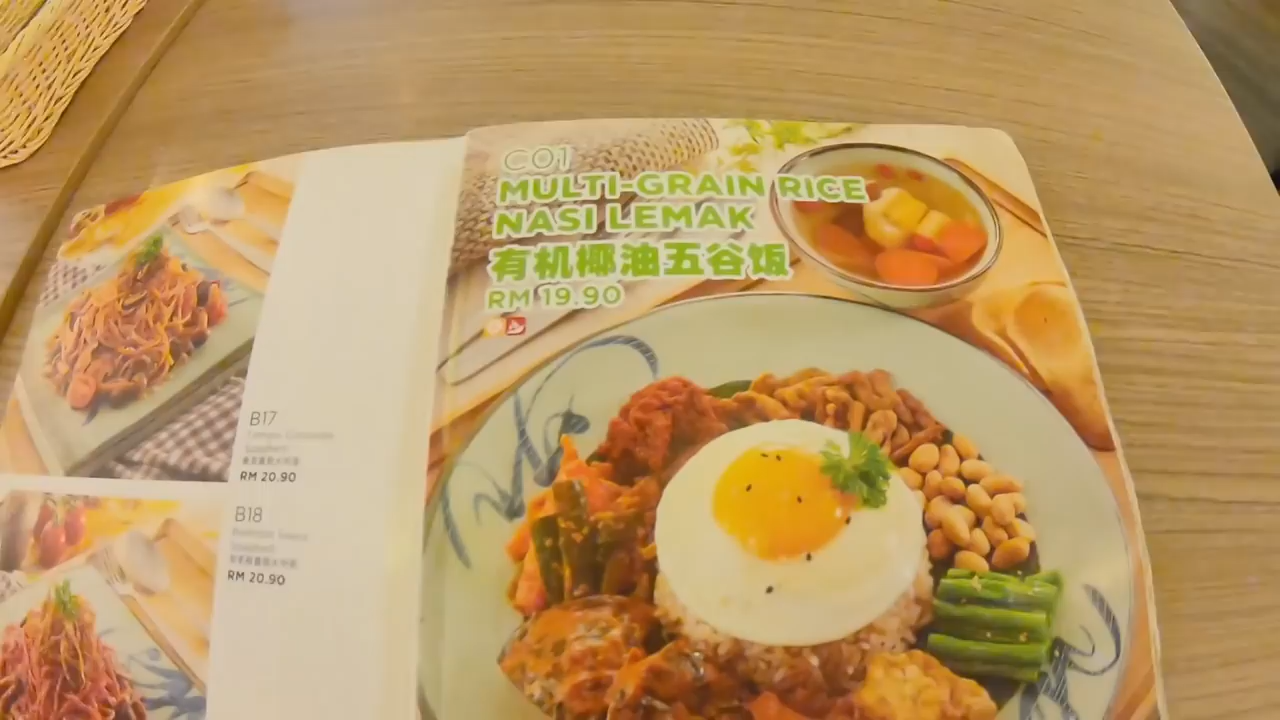 B17
RM 20.90
B18
RM 20.90
C01
MULTI-GRAIN RICE
NASI LEMAK
有机椰油五谷饭
RM 19.90